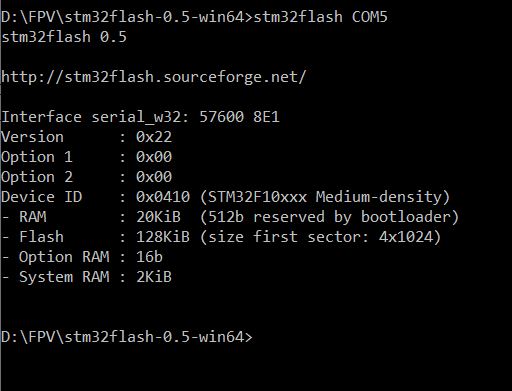 D:\FPV\stm32flash-0.5-win64>stm32flash COM5
stm32flash 0.5
http://stm32flash.sourceforge.net/
Interface serial_w32: 57600 8E1
Version      : 0x22
Option 1     : 0x00
Option 2     : 0x00
Device ID    : 0x0410 (STM32F10xxx Medium-density)
- RAM        : 20KiB  (512b reserved by bootloader)
- Flash      : 128KiB (size first sector: 4x1024)
- Option RAM : 16b
- System RAM : 2KiB
D:\FPV\stm32flash-0.5-win64>